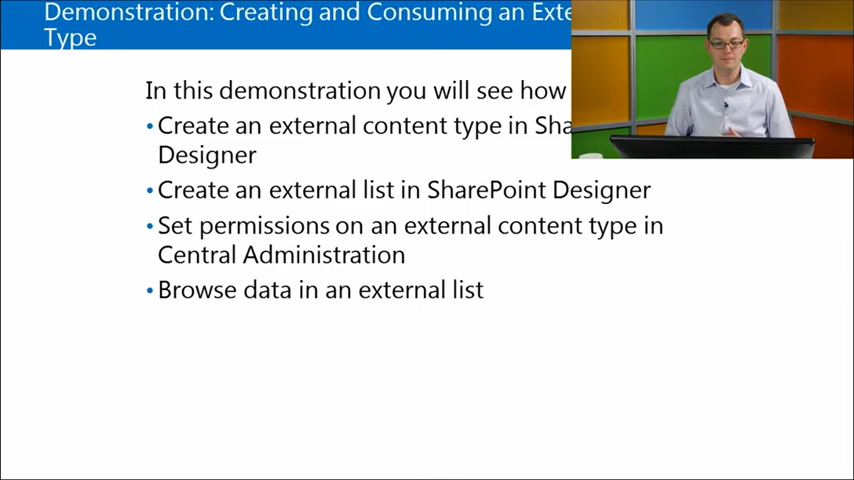 Demonstration: Creating and Consuming an
Type
In this demonstration you will see how
• Create an external content type in
Designer
• Create an external list in SharePoint Designer
• Set permissions on an external content type in
Central Administration
• Browse data in an external list